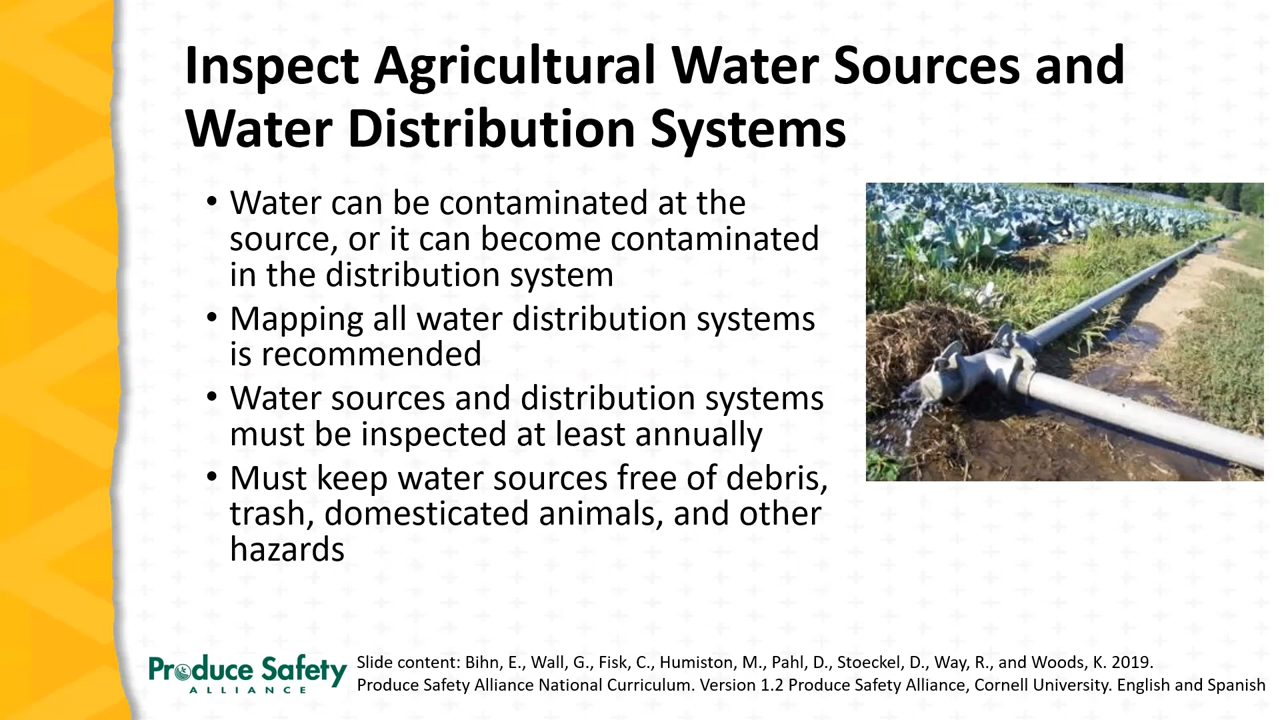 Inspect Agricultural Water Sources and
Water Distribution Systems
• Water can be contaminated at the
source, or it can become contaminated
in the distribution system
• Mapping all water distribution systems
is recommended
• Water sources and distribution systems
must be inspected at least annually
• Must keep water sources free of debris,
trash, domesticated animals, and other
hazards
Produce Safety
ALLIANCE
Slide content: Bihn, E., Wall, G., Fisk, C., Humiston, M., Pahl, D., Stoeckel, D., Way, R., and Woods, K. 2019.
Produce Safety Alliance National Curriculum. Version 1.2 Produce Safety Alliance, Cornell University. English and Spanish